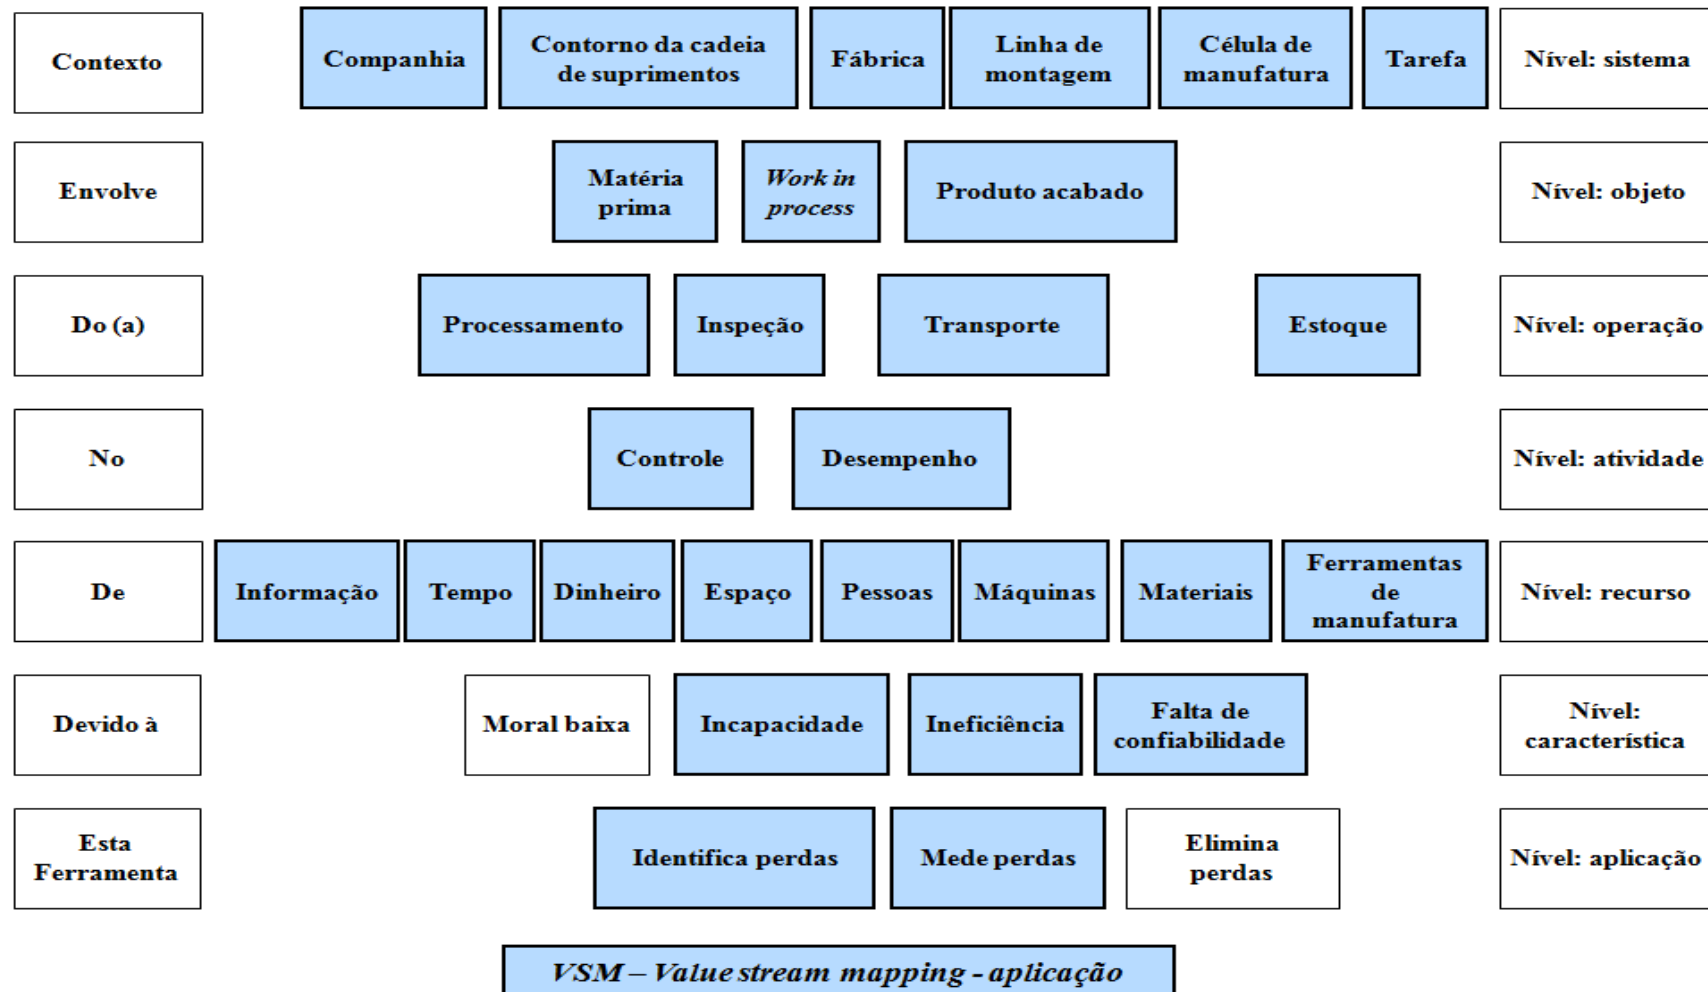 Contexto
Companhia
Contorno da cadeia
de suprimentos
Fábrica
Linha de
montagem
Célula de
manufatura
Tarefa
Nível: sistema
Envolve
Matéria
prima
Work in
process
Produto acabado
Nível: objeto
Do (a)
Processamento
Inspeção
Transporte
Estoque
Nível: operação
No
Controle
Desempenho
Nível: atividade
De
Informação
Tempo
Dinheiro
Espaço
Pessoas
Máquinas
Materiais
Ferramentas
de
manufatura
Nível: recurso
Devido à
Moral baixa
Incapacidade
Ineficiência
Falta de
confiabilidade
Nível:
característica
Esta
Ferramenta
Identifica perdas
Mede perdas
Elimina
perdas
Nível: aplicação
VSM – Value stream mapping - aplicação